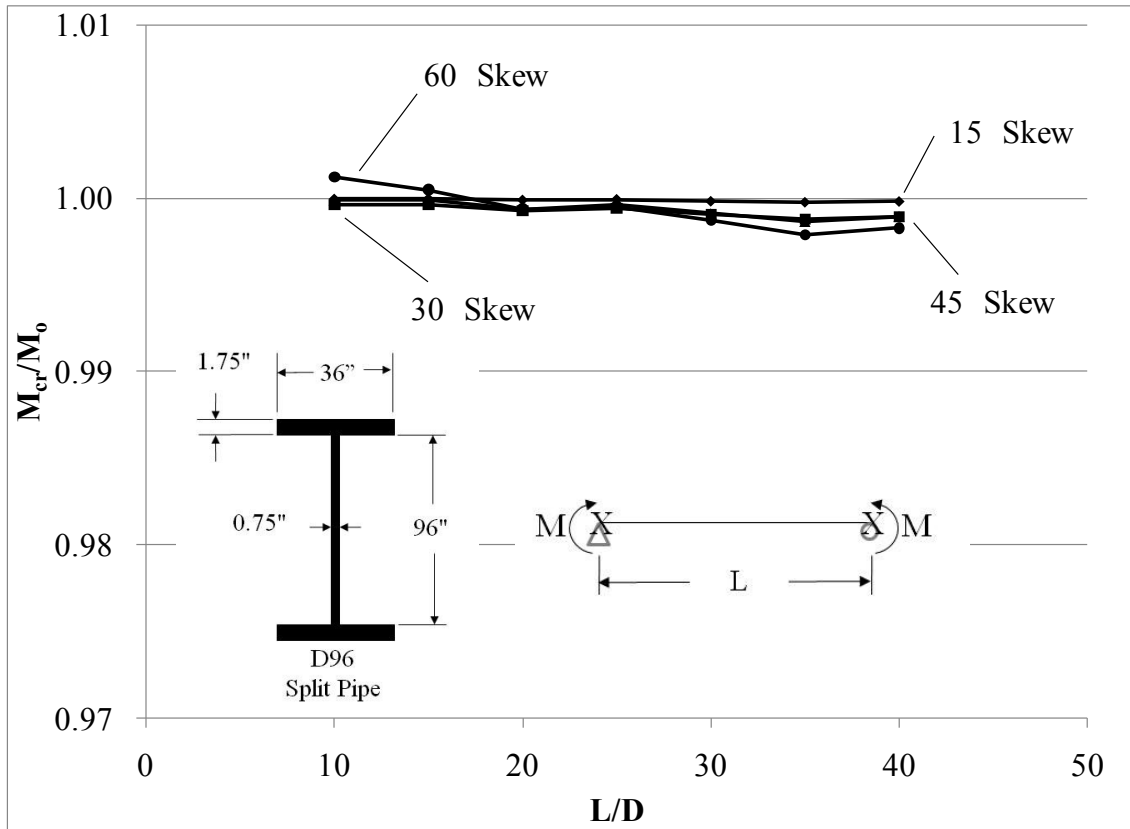 1.01
1.00
0.99
0.98
0.97
Mcr/Mo
60 Skew
15 Skew
30 Skew
45 Skew
1.75"
36”
0.75"
96"
D96
Split Pipe
M X X M
L
0 10 20 30 40 50
L/D